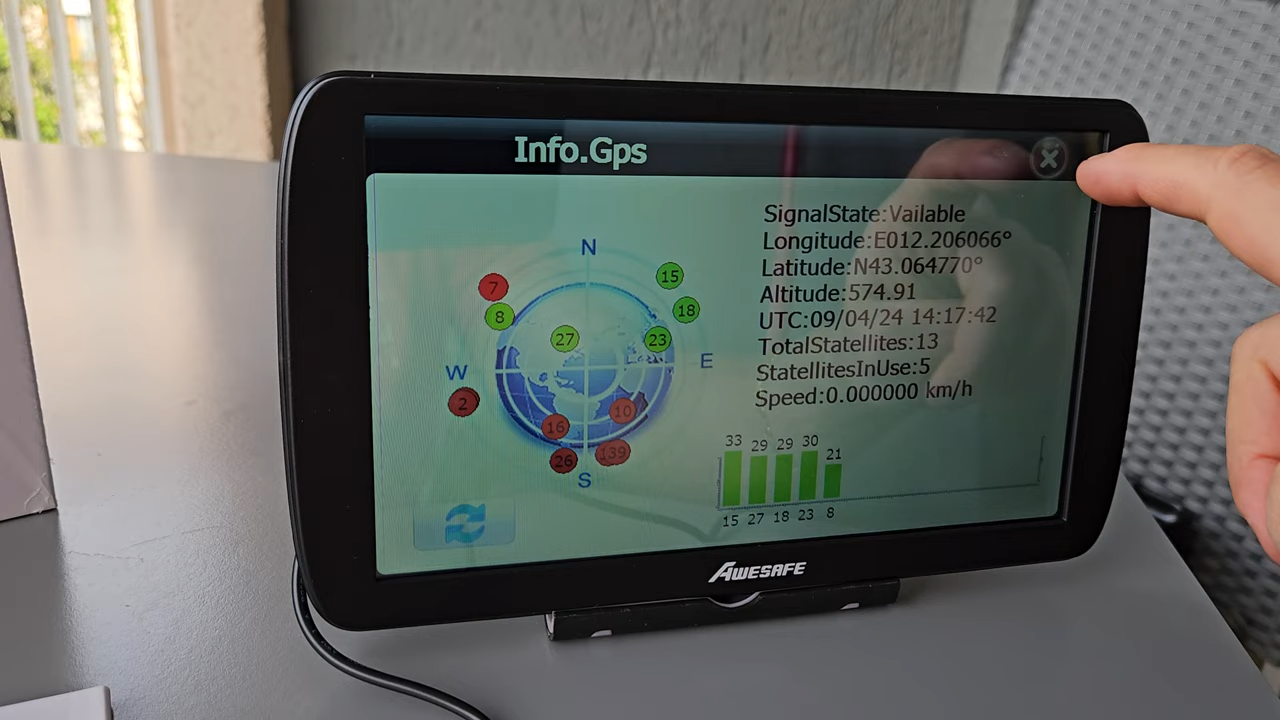 Info.Gps
SignalState:Vailable
Longitude:E012.206066°
Latitude:N43.064770°
Altitude:574.91
UTC:09/04/24 14:17:42
TotalStatellites:13
StatellitesInUse:5
Speed:0.000000 km/h
N
15
7
18
8
27
23
W
E
2
10
16
139
26
S
33 29 29 30 21
15 27 18 23 8
AWESAFE